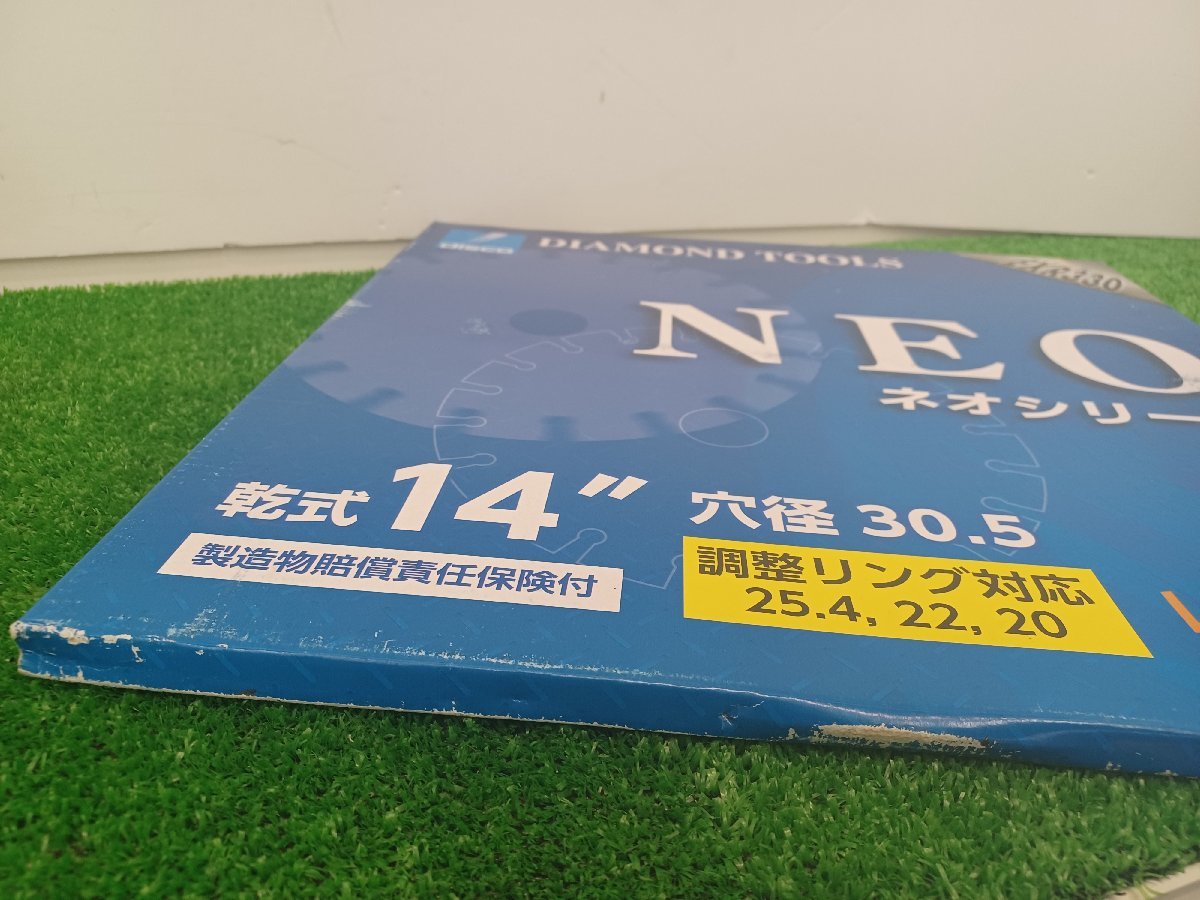 DIAMOND TOOLS
NEO
ネオシリー
乾式 14" 穴径 30.5
製造物賠償責任保険付
調整リング対応
25.4, 22, 20